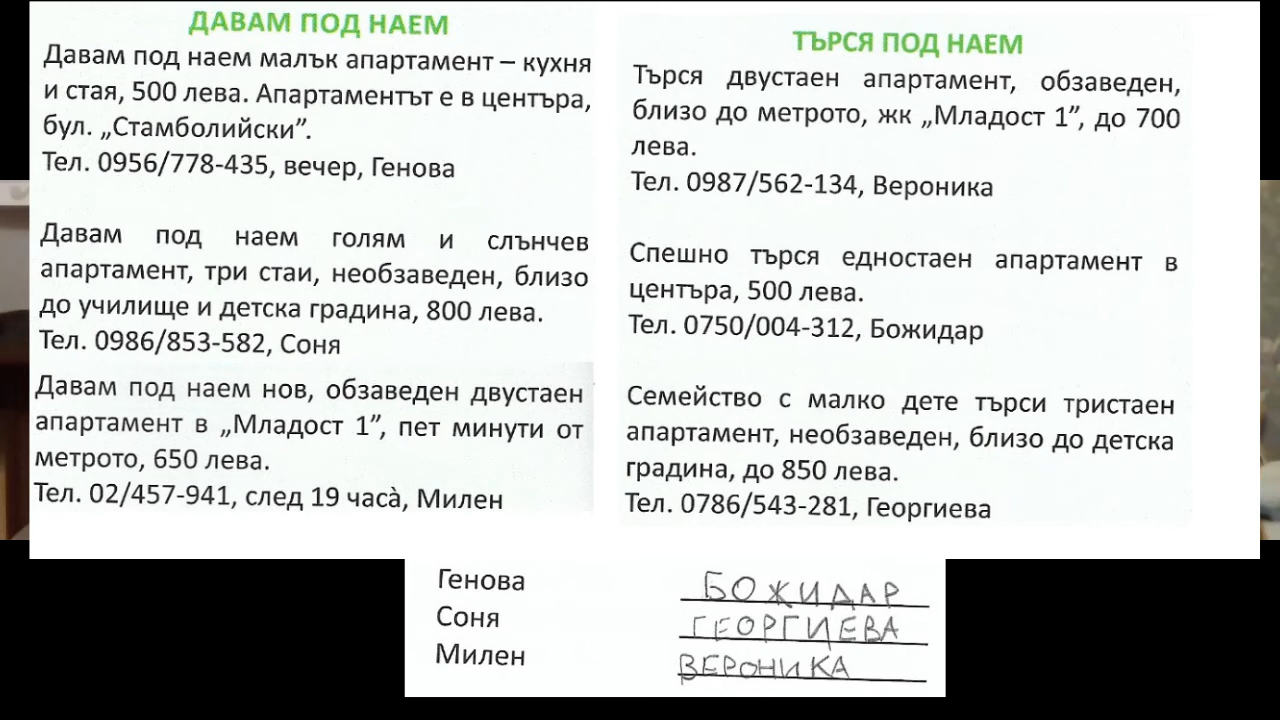 ДАВАМ ПОД НАЕМ
Давам под наем малък апартамент – кухня
и стая, 500 лева. Апартаментът е в центъра,
бул. „Стамболийски”.
Тел. 0956/778-435, вечер, Генова
Давам под наем голям и слънчев
апартамент, три стаи, необзаведен, близо
до училище и детска градина, 800 лева.
Тел. 0986/853-582, Соня
Давам под наем нов, обзаведен двустаен
апартамент в „Младост 1”, пет минути от
метрото, 650 лева.
Тел. 02/457-941, след 19 часà, Милен
ТЪРСЯ ПОД НАЕМ
Търся двустаен апартамент, обзаведен,
близо до метрото, жк „Младост 1”, до 700
лева.
Тел. 0987/562-134, Вероника
Спешно търся едностаен апартамент в
центъра, 500 лева.
Тел. 0750/004-312, Божидар
Семейство с малко дете търси тристаен
апартамент, необзаведен, близо до детска
градина, до 850 лева.
Тел. 0786/543-281, Георгиева
Генова БОЖИДАР
Соня ГЕОРГИЕВА
Милен ВЕРОНИКА